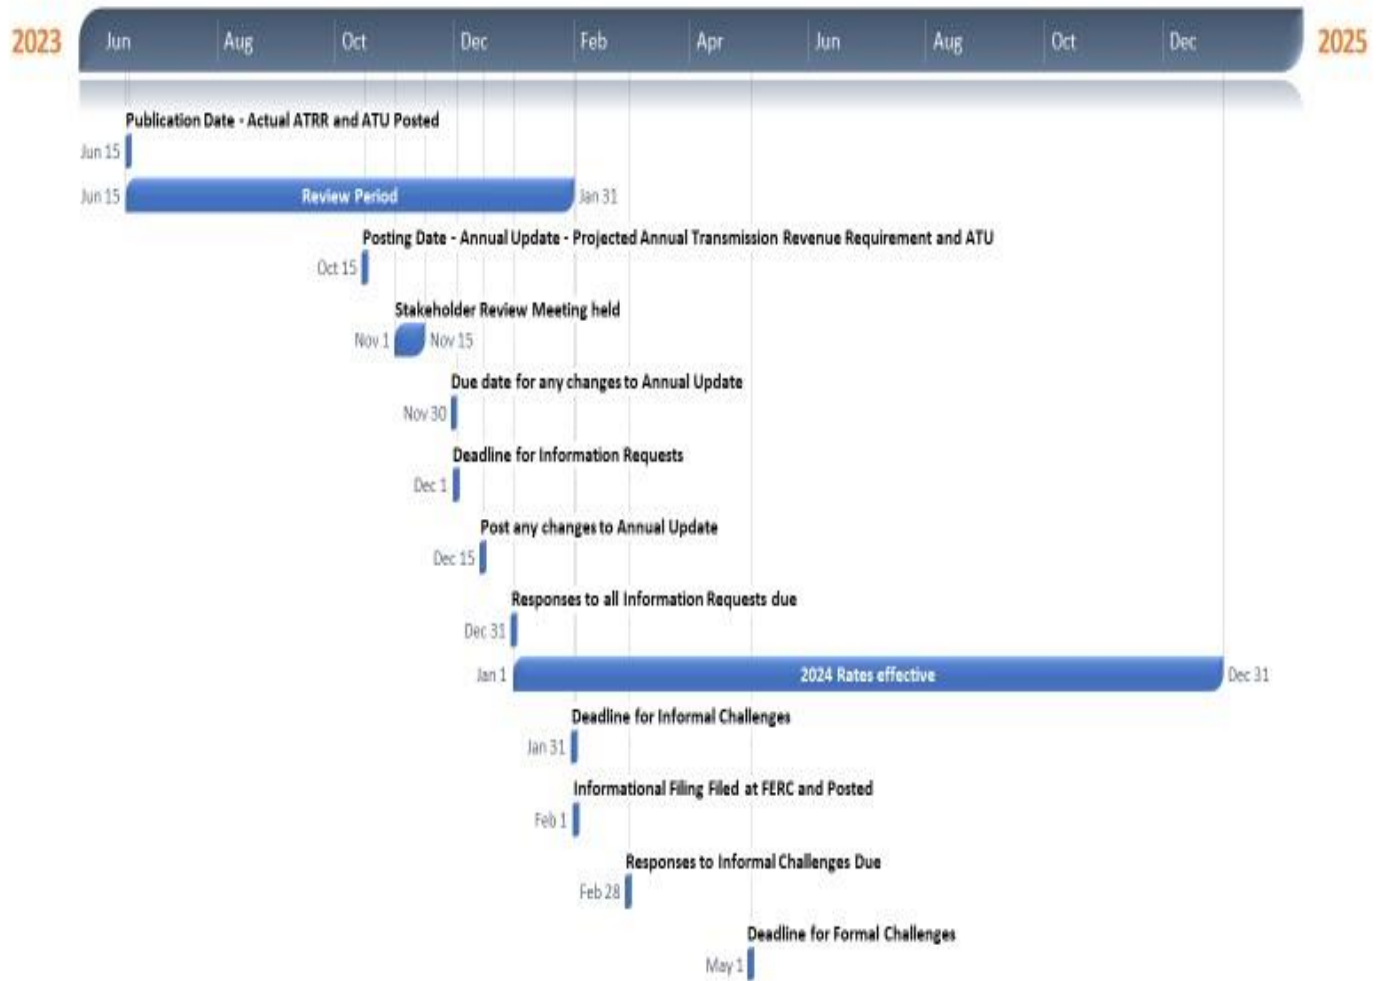 2023 Jun Aug Oct Dec Feb Apr Jun Aug Oct Dec 2025
Publication Date - Actual ATRR and ATU Posted
Jun 15
Jun 15 Review Period Jan 31
Posting Date - Annual Update - Projected Annual Transmission Revenue Requirement and ATU
Oct 15
Stakeholder Review Meeting held
Nov 1 Nov 15
Due date for any changes to Annual Update
Nov 30
Deadline for Information Requests
Dec 1
Post any changes to Annual Update
Dec 15
Responses to all Information Requests due
Dec 31
Jan 1 2024 Rates effective Dec 31
Deadline for Informal Challenges
Jan 31
Informational Filing Filed at FERC and Posted
Feb 1
Responses to Informal Challenges Due
Feb 28
Deadline for Formal Challenges
May 1